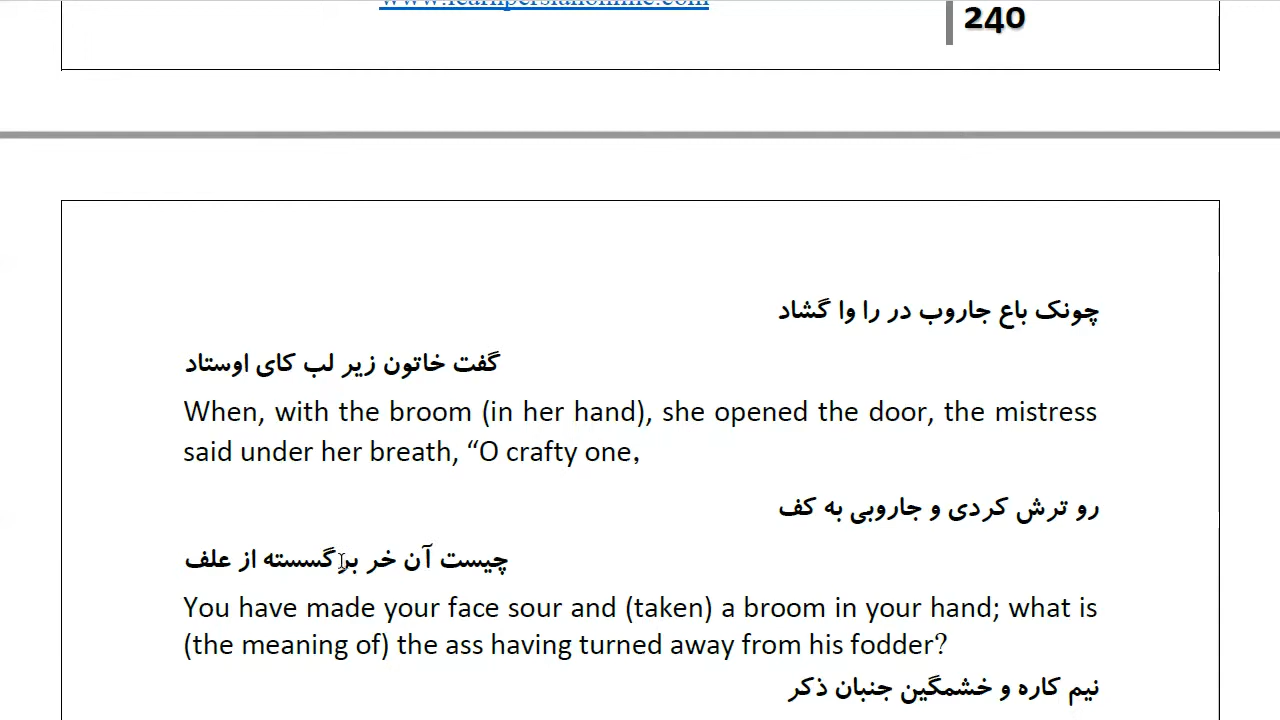 www.learnpersianonline.com
240
چونک باع جاروب در را وا گشاد
گفت خاتون زیر لب کای اوستاد
When, with the broom (in her hand), she opened the door, the mistress
said under her breath, “O crafty one,
رو ترش کردی و جاروبی به کف
چیست آن خر برگسسته از علف
You have made your face sour and (taken) a broom in your hand; what is
(the meaning of) the ass having turned away from his fodder?
نیم کاره و خشمگین جنبان ذکر